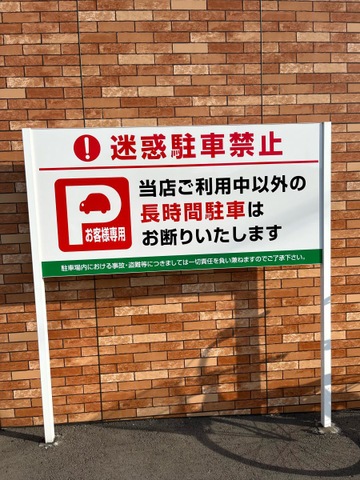 ! 迷惑駐車禁止
P
お客様専用
当店ご利用中以外の
長時間駐車は
お断りいたします
駐車場内における事故・盗難等につきましては一切責任を負い兼ねますのでご了承下さい。